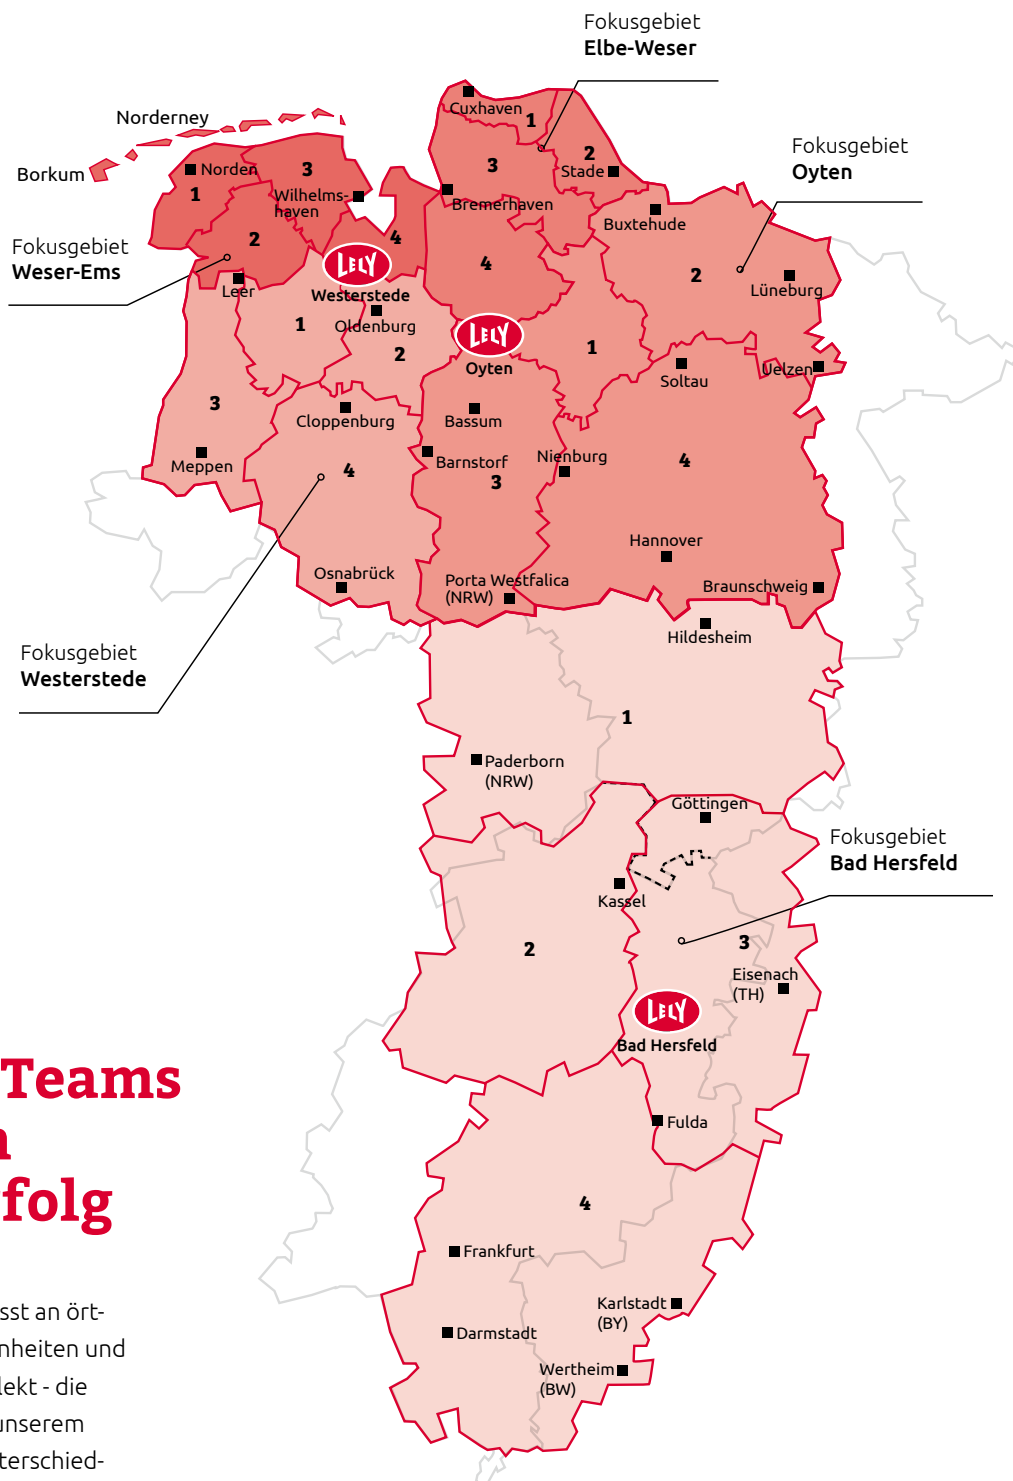 Fokusgebiet
Elbe-Weser
Cuxhaven
1
Norderney
2
Fokusgebiet
Oyten
Borkum
Norden
3
3
Stade
1
Wilhelms-
haven
Bremerhaven
Buxtehude
Fokusgebiet
Weser-Ems
2
4
4
2
LELY
Leer
Westerstede
Lüneburg
1
Oldenburg
LELY
2
Oyten
1
Soltau
Uelzen
3
Cloppenburg
Bassum
Meppen
4
Barnstorf
Nienburg
3
4
Hannover
Osnabrück
Porta Westfalica
(NRW)
Braunschweig
Hildesheim
Fokusgebiet
Westerstede
1
Paderborn
(NRW)
Göttingen
Fokusgebiet
Bad Hersfeld
Kassel
2
3
Eisenach
(TH)
LELY
Bad Hersfeld
Teams
Fulda
folg
4
Frankfurt
Karlstadt
(BY)
Darmstadt
Wertheim
(BW)
sst an ört-
nheiten und
lekt - die
unserem
terschied-